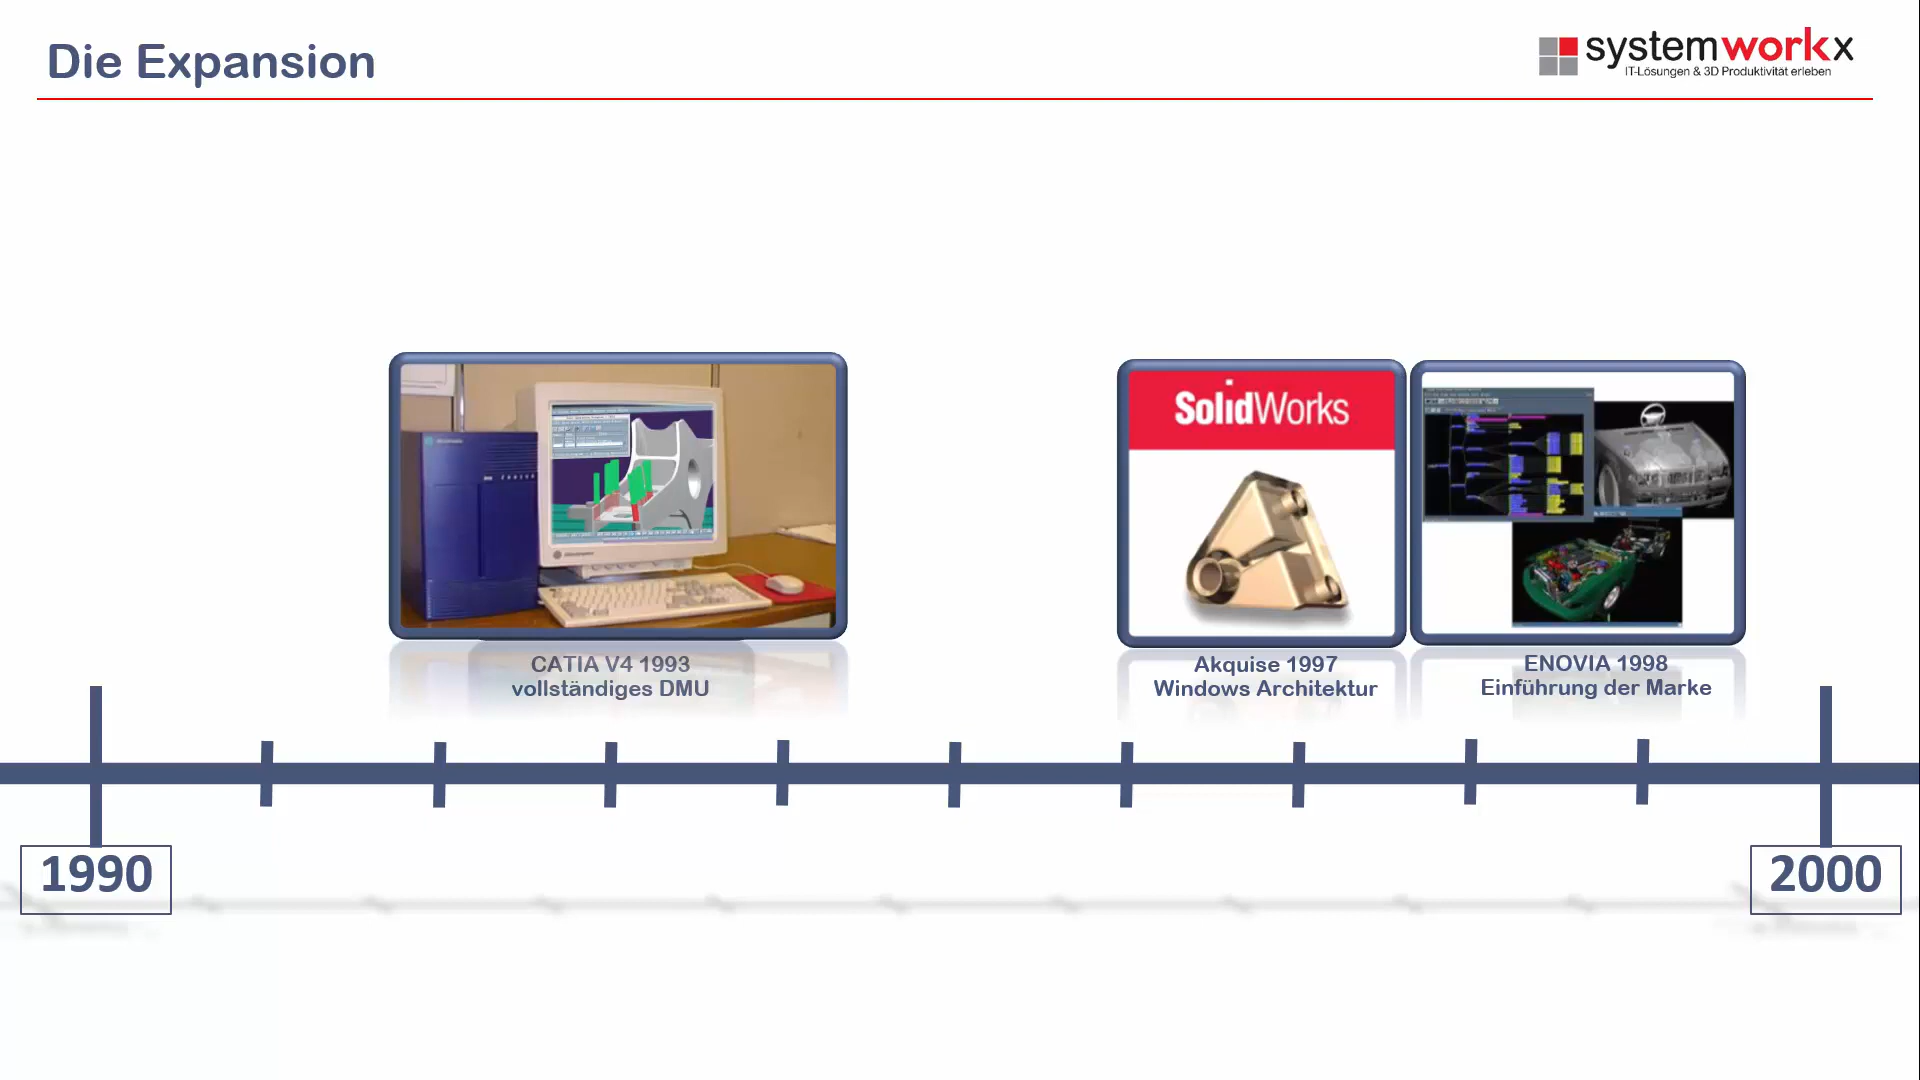 Die Expansion
systemworkx
IT-Lösungen & 3D Produktivität erleben
SolidWorks
CATIA V4 1993
vollständiges DMU
Akquise 1997
Windows Architektur
ENOVIA 1998
Einführung der Marke
1990
2000